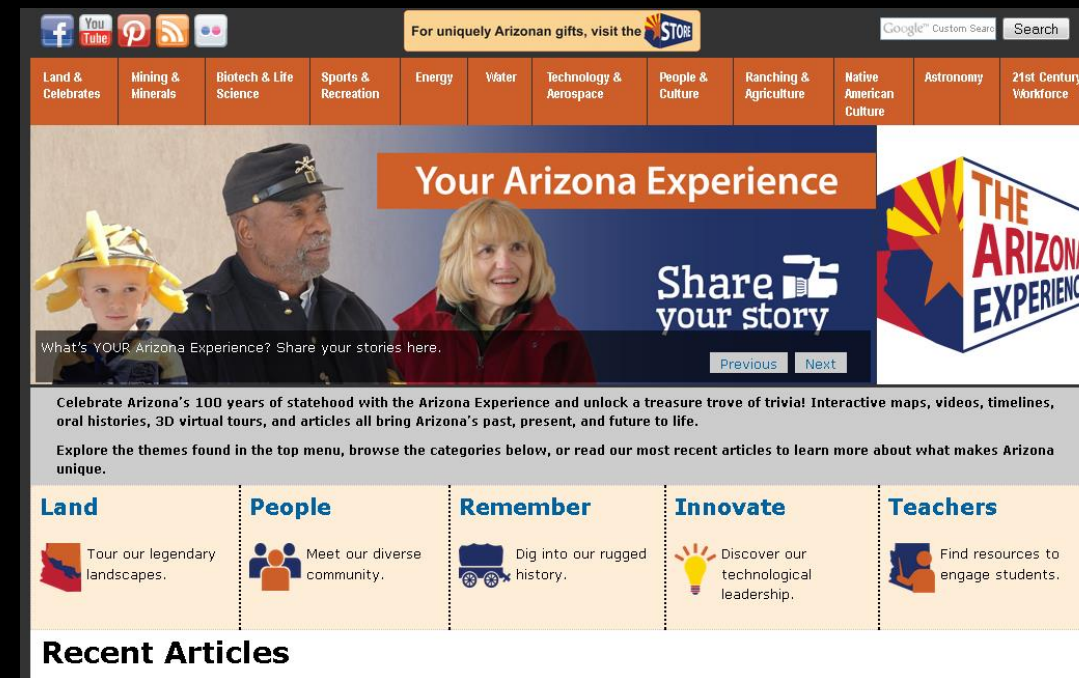 You
Tube
For uniquely Arizonan gifts, visit the STORE
Google™ Custom Searc
Search
Land &
Celebrates
Mining &
Minerals
Biotech & Life
Science
Sports &
Recreation
Energy
Water
Technology &
Aerospace
People &
Culture
Ranching &
Agriculture
Native
American
Culture
Astronomy
21st Century
Workforce
Your Arizona Experience
Share
your story
What's YOUR Arizona Experience? Share your stories here.
Previous
Next
THE
ARIZONA
EXPERIENC
Celebrate Arizona's 100 years of statehood with the Arizona Experience and unlock a treasure trove of trivia! Interactive maps, videos, timelines,
oral histories, 3D virtual tours, and articles all bring Arizona's past, present, and future to life.
Explore the themes found in the top menu, browse the categories below, or read our most recent articles to learn more about what makes Arizona
unique.
Land
Tour our legendary
landscapes.
People
Meet our diverse
community.
Remember
Dig into our rugged
history.
Innovate
Discover our
technological
leadership.
Teachers
Find resources to
engage students.
Recent Articles